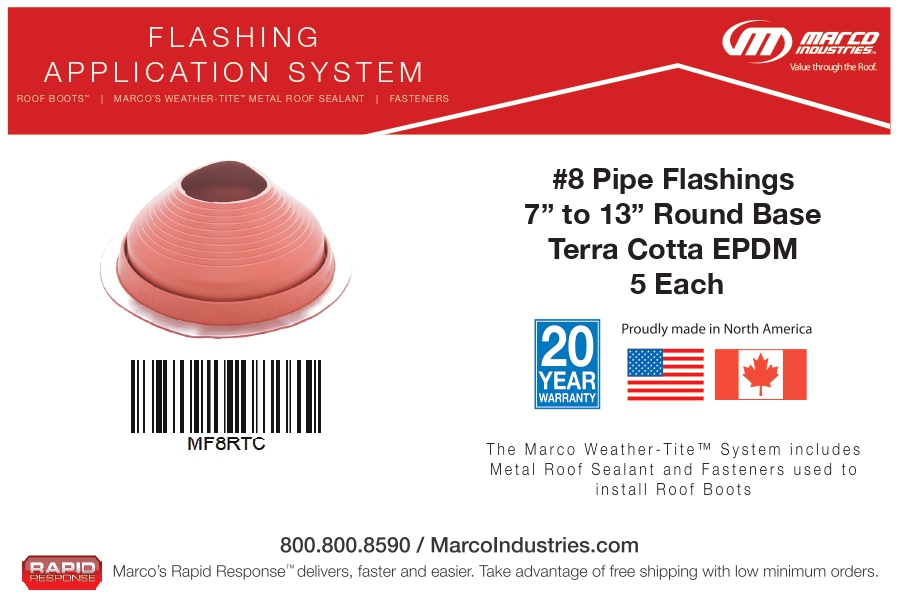 FLASHING
APPLICATION SYSTEM
ROOF BOOTS™ | MARCO'S WEATHER-TITE™ METAL ROOF SEALANT | FASTENERS
MARCO
INDUSTRIES™
Value through the Roof.
#8 Pipe Flashings
7” to 13” Round Base
Terra Cotta EPDM
5 Each
20
YEAR
WARRANTY
Proudly made in North America
MF8RTC
The Marco Weather-Tite™ System includes
Metal Roof Sealant and Fasteners used to
install Roof Boots
800.800.8590 / MarcoIndustries.com
RAPID
RESPONSE
Marco's Rapid Response™ delivers, faster and easier. Take advantage of free shipping with low minimum orders.